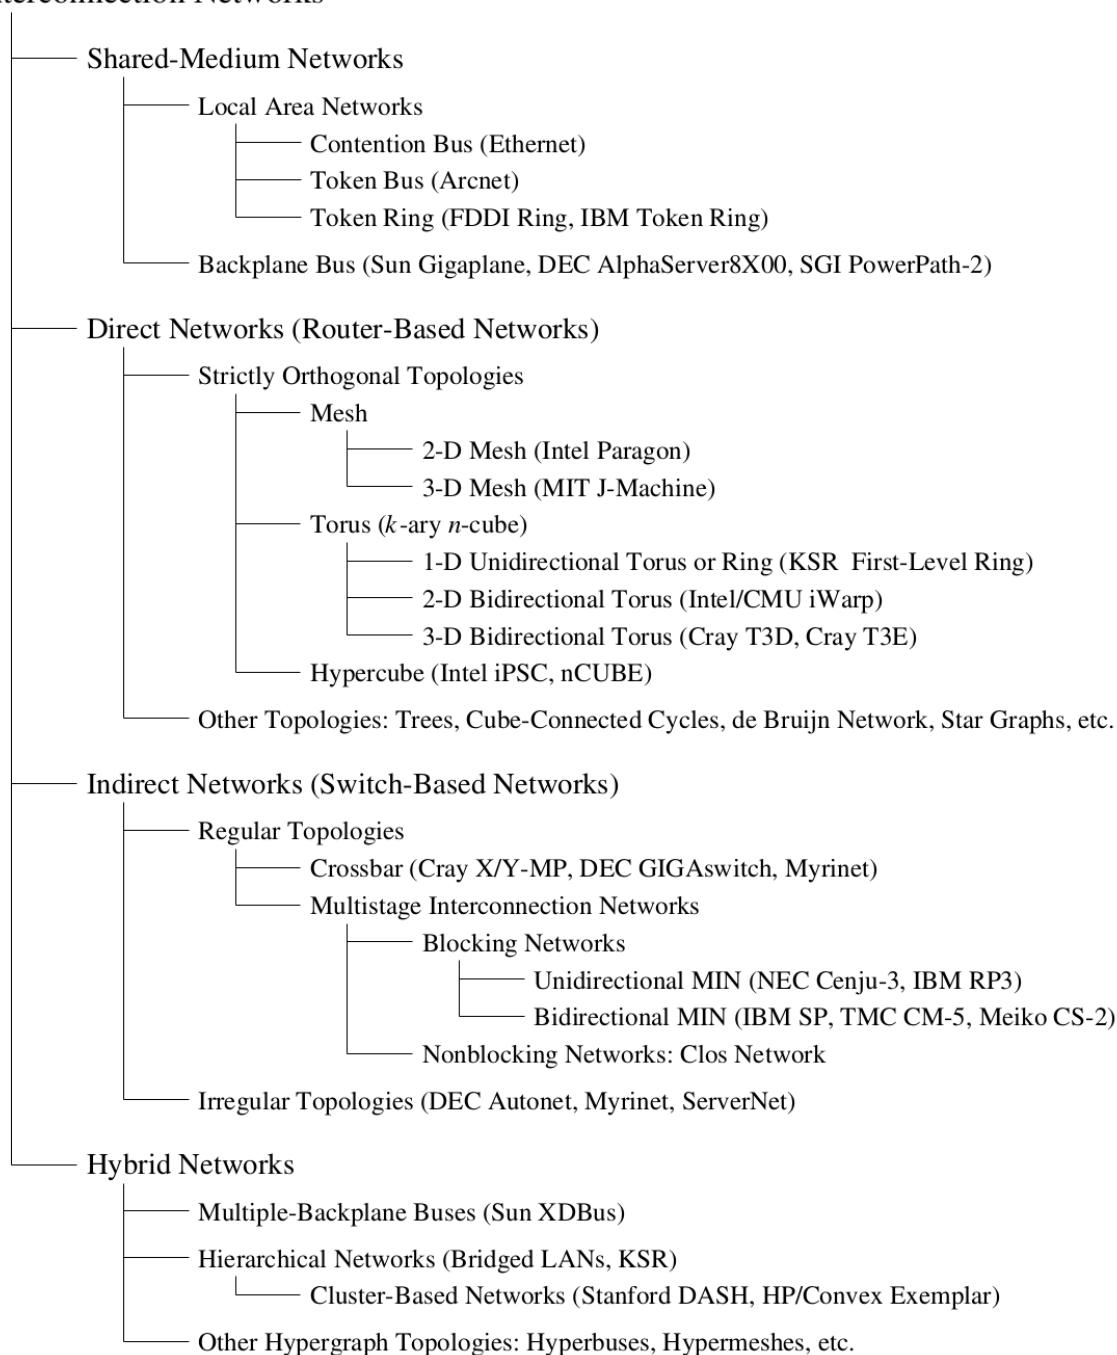 Interconnection Networks
Shared-Medium Networks
Local Area Networks
Contention Bus (Ethernet)
Token Bus (Arcnet)
Token Ring (FDDI Ring, IBM Token Ring)
Backplane Bus (Sun Gigaplane, DEC AlphaServer8X00, SGI PowerPath-2)
Direct Networks (Router-Based Networks)
Strictly Orthogonal Topologies
Mesh
2-D Mesh (Intel Paragon)
3-D Mesh (MIT J-Machine)
Torus (k-ary n-cube)
1-D Unidirectional Torus or Ring (KSR First-Level Ring)
2-D Bidirectional Torus (Intel/CMU iWarp)
3-D Bidirectional Torus (Cray T3D, Cray T3E)
Hypercube (Intel iPSC, nCUBE)
Other Topologies: Trees, Cube-Connected Cycles, de Bruijn Network, Star Graphs, etc.
Indirect Networks (Switch-Based Networks)
Regular Topologies
Crossbar (Cray X/Y-MP, DEC GIGAswitch, Myrinet)
Multistage Interconnection Networks
Blocking Networks
Unidirectional MIN (NEC Cenju-3, IBM RP3)
Bidirectional MIN (IBM SP, TMC CM-5, Meiko CS-2)
Nonblocking Networks: Clos Network
Irregular Topologies (DEC Autonet, Myrinet, ServerNet)
Hybrid Networks
Multiple-Backplane Buses (Sun XDBus)
Hierarchical Networks (Bridged LANs, KSR)
Cluster-Based Networks (Stanford DASH, HP/Convex Exemplar)
Other Hypergraph Topologies: Hyperbuses, Hypermeshes, etc.